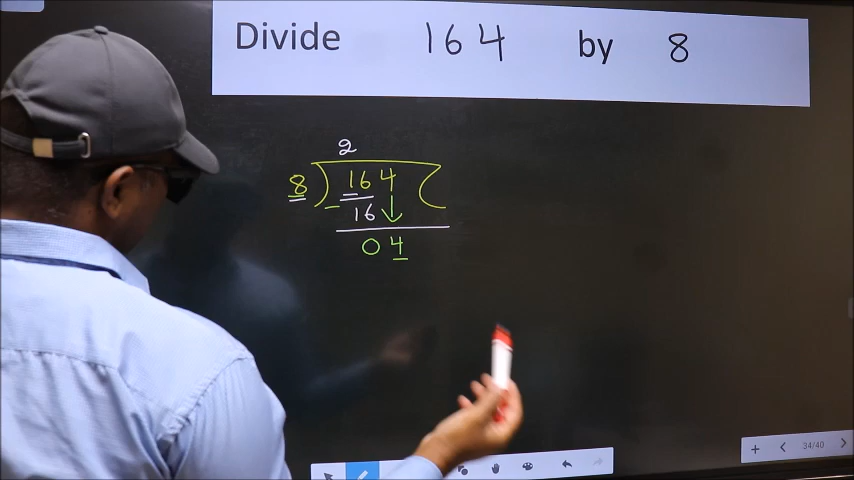 Divide 164 by 8
2
8 ) 164 (
- 16
04
+ < 34/40 >